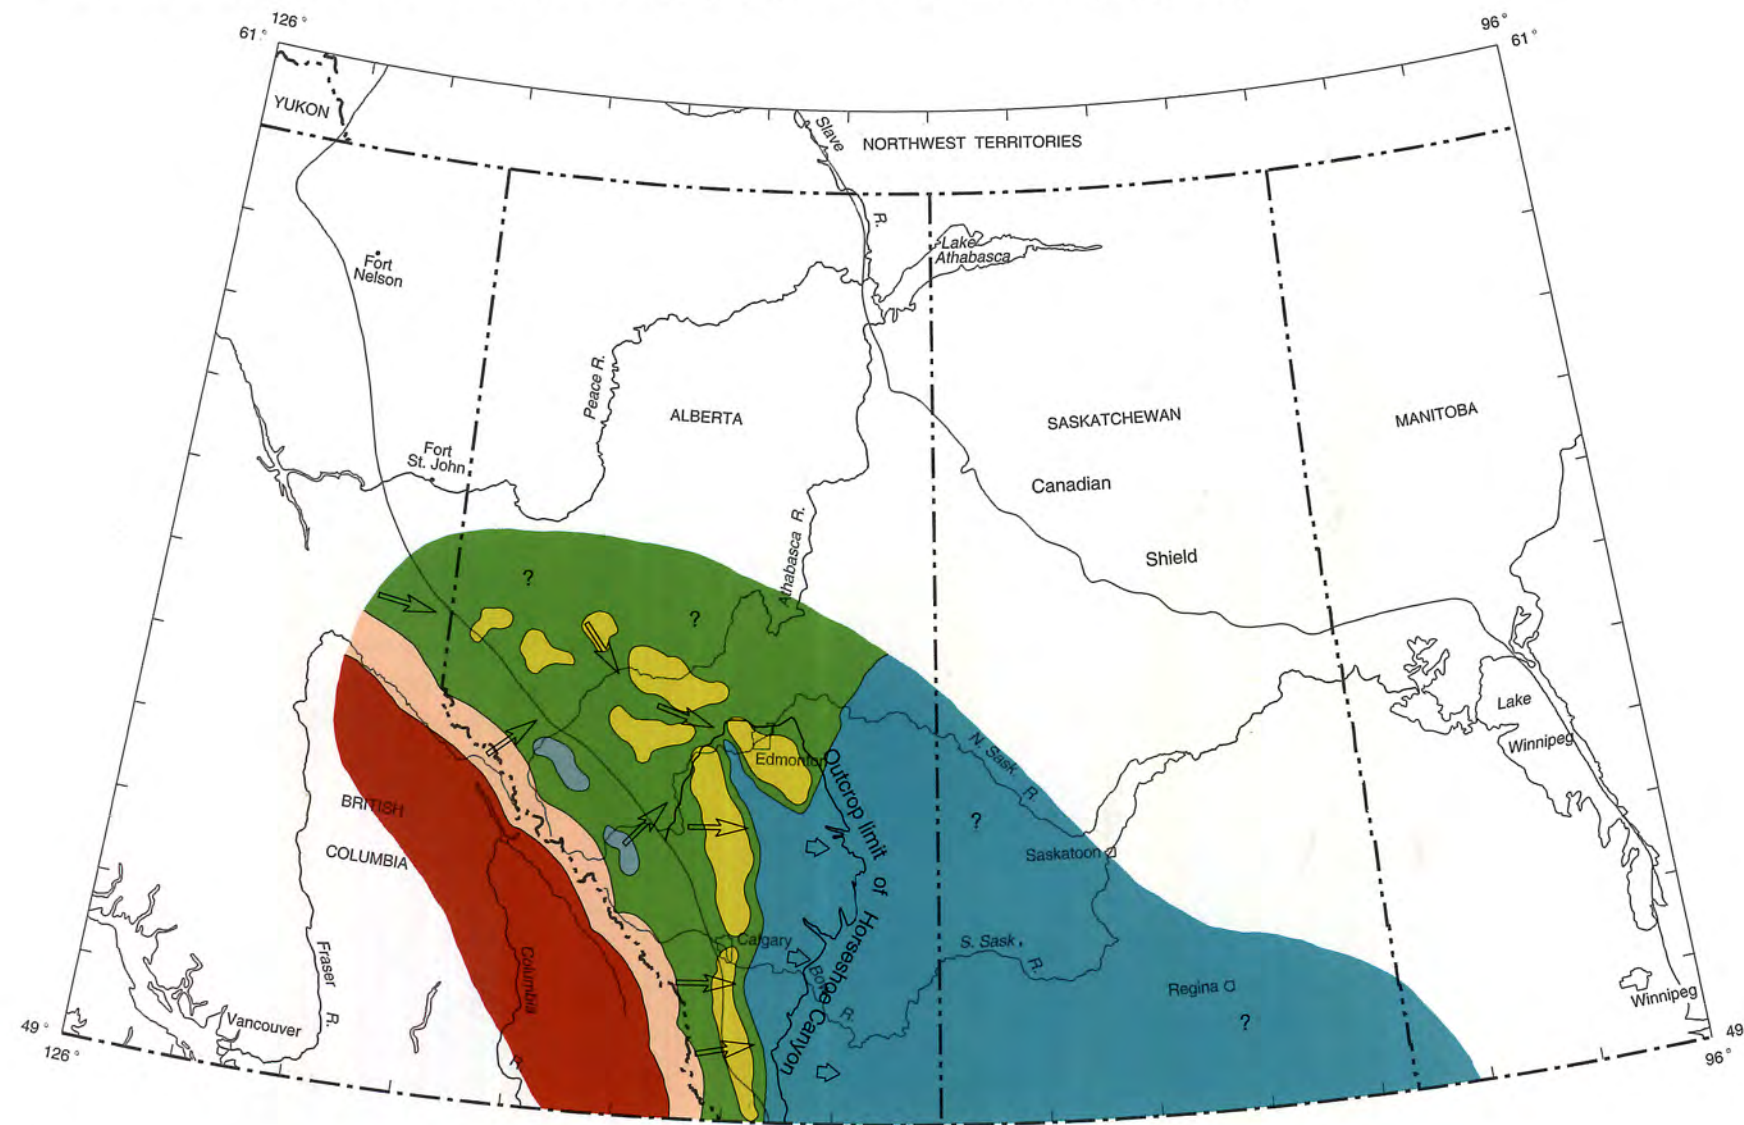 126°
96°
61°
61°
YUKON
Slave
R.
NORTHWEST TERRITORIES
Fort
Nelson
Lake
Athabasca
Peace R.
ALBERTA
SASKATCHEWAN
MANITOBA
Fort
St. John
Canadian
Shield
Athabasca R.
?
?
Lake
Winnipeg
N. Sask
R.
Edmonton
Outcrop limit of Horseshoe Canyon
BRITISH
COLUMBIA
?
Saskatoon
Calgary
S. Sask.
R.
Bow
R.
Fraser
R.
Columbia
R.
Regina
?
Winnipeg
Vancouver
49°
126°
49
96°